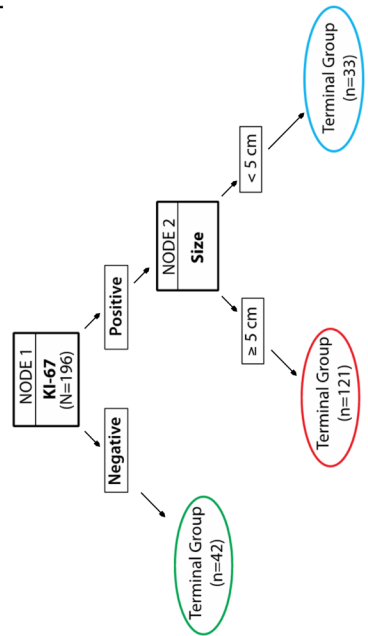 NODE 1
KI-67
(N=196)
Negative
Positive
Terminal Group
(n=42)
NODE 2
Size
≥ 5 cm
< 5 cm
Terminal Group
(n=121)
Terminal Group
(n=33)